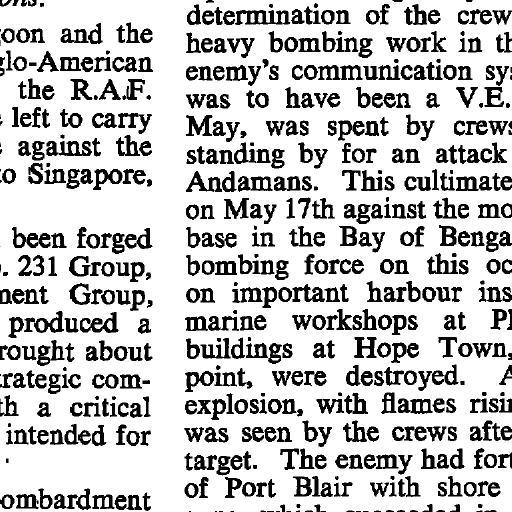 goon and the
glo-American
the R.A.F.
left to carry
against the
to Singapore,
been forged
231 Group,
ment Group,
produced a
rought about
trategic com-
th a critical
intended for
ombardment
determination of the crew
heavy bombing work in th
enemy's communication sys
was to have been a V.E.
May, was spent by crews
standing by for an attack
Andamans. This cultimate
on May 17th against the mo
base in the Bay of Benga
bombing force on this oc
on important harbour ins
marine workshops at Pl
buildings at Hope Town,
point, were destroyed. A
explosion, with flames risin
was seen by the crews afte
target. The enemy had fort
of Port Blair with shore